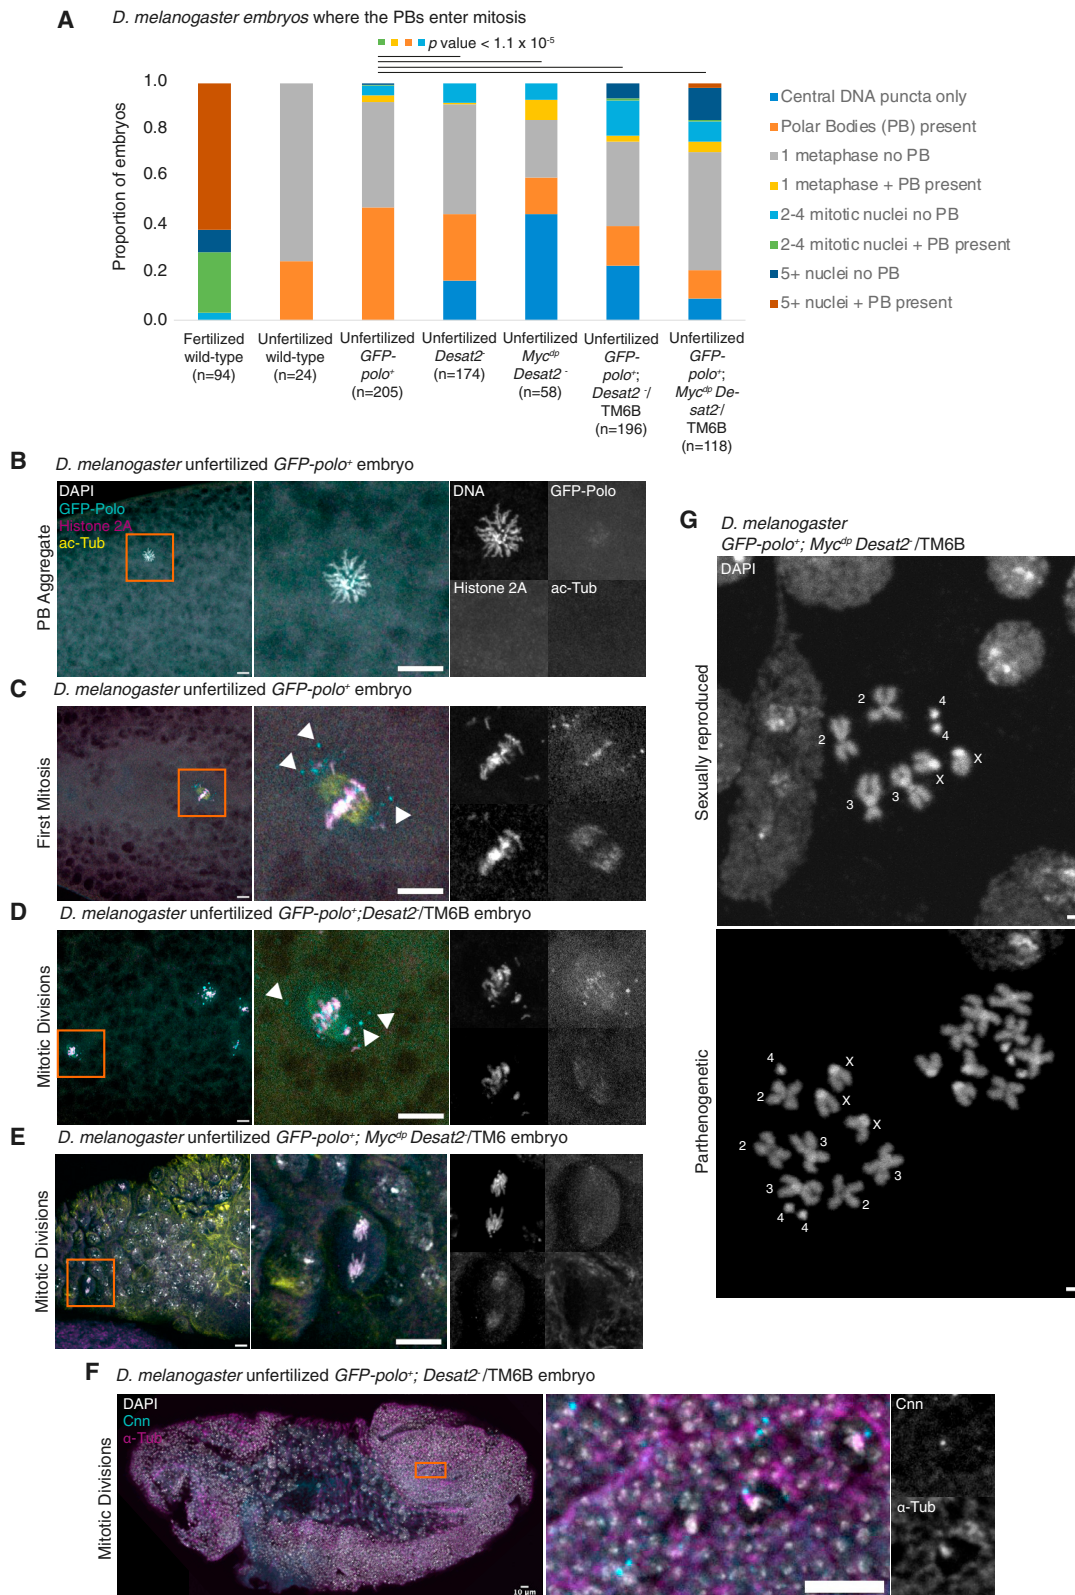 A
D. melanogaster embryos where the PBs enter mitosis
p value < 1.1 x 10⁻⁵
Proportion of embryos
1.0
0.8
0.6
0.4
0.2
0.0
Fertilized wild-type (n=94)
Unfertilized wild-type (n=24)
Unfertilized GFP-polo⁺ (n=205)
Unfertilized Desat2⁻ (n=174)
Unfertilized Mycᵈᵖ Desat2⁻ (n=58)
Unfertilized GFP-polo⁺; Desat2⁻/TM6B (n=196)
Unfertilized GFP-polo⁺; Mycᵈᵖ De-sat2⁻/TM6B (n=118)
Central DNA puncta only
Polar Bodies (PB) present
1 metaphase no PB
1 metaphase + PB present
2-4 mitotic nuclei no PB
2-4 mitotic nuclei + PB present
5+ nuclei no PB
5+ nuclei + PB present
B
D. melanogaster unfertilized GFP-polo⁺ embryo
PB Aggregate
DAPI
GFP-Polo
Histone 2A
ac-Tub
DNA
GFP-Polo
Histone 2A
ac-Tub
C
D. melanogaster unfertilized GFP-polo⁺ embryo
First Mitosis
D
D. melanogaster unfertilized GFP-polo⁺;Desat2⁻/TM6B embryo
Mitotic Divisions
E
D. melanogaster unfertilized GFP-polo⁺; Mycᵈᵖ Desat2⁻/TM6 embryo
Mitotic Divisions
F
D. melanogaster unfertilized GFP-polo⁺; Desat2⁻/TM6B embryo
Mitotic Divisions
DAPI
Cnn
α-Tub
10 µm
Cnn
α-Tub
G
D. melanogaster
GFP-polo⁺; Mycᵈᵖ Desat2⁻/TM6B
Sexually reproduced
DAPI
2
4
4
2
X
X
3
3
Parthenogenetic
4
X
2
X
X
2
3
3
3
2
4
4